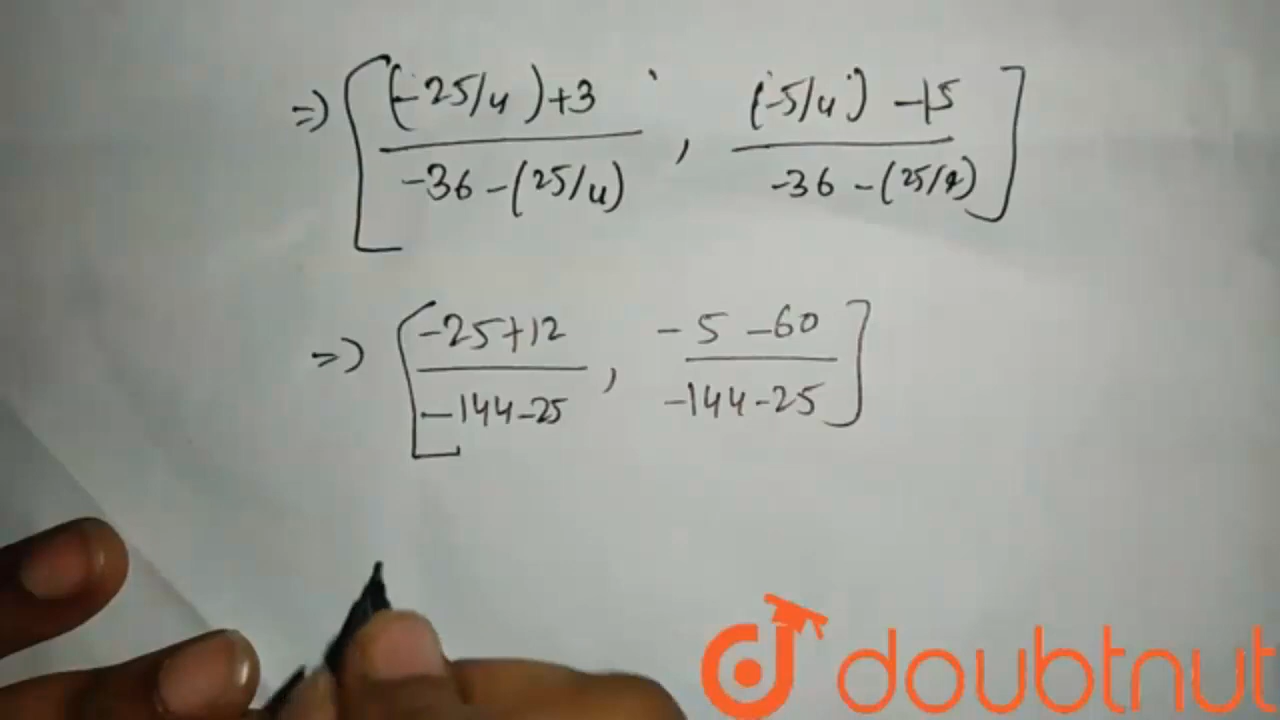 =) [ (-25/4)+3 / -36-(25/4) , (-5/4) -15 / -36-(25/4) ]
=) [ -25+12 / -144-25 , -5-60 / -144-25 ]
doubtnut